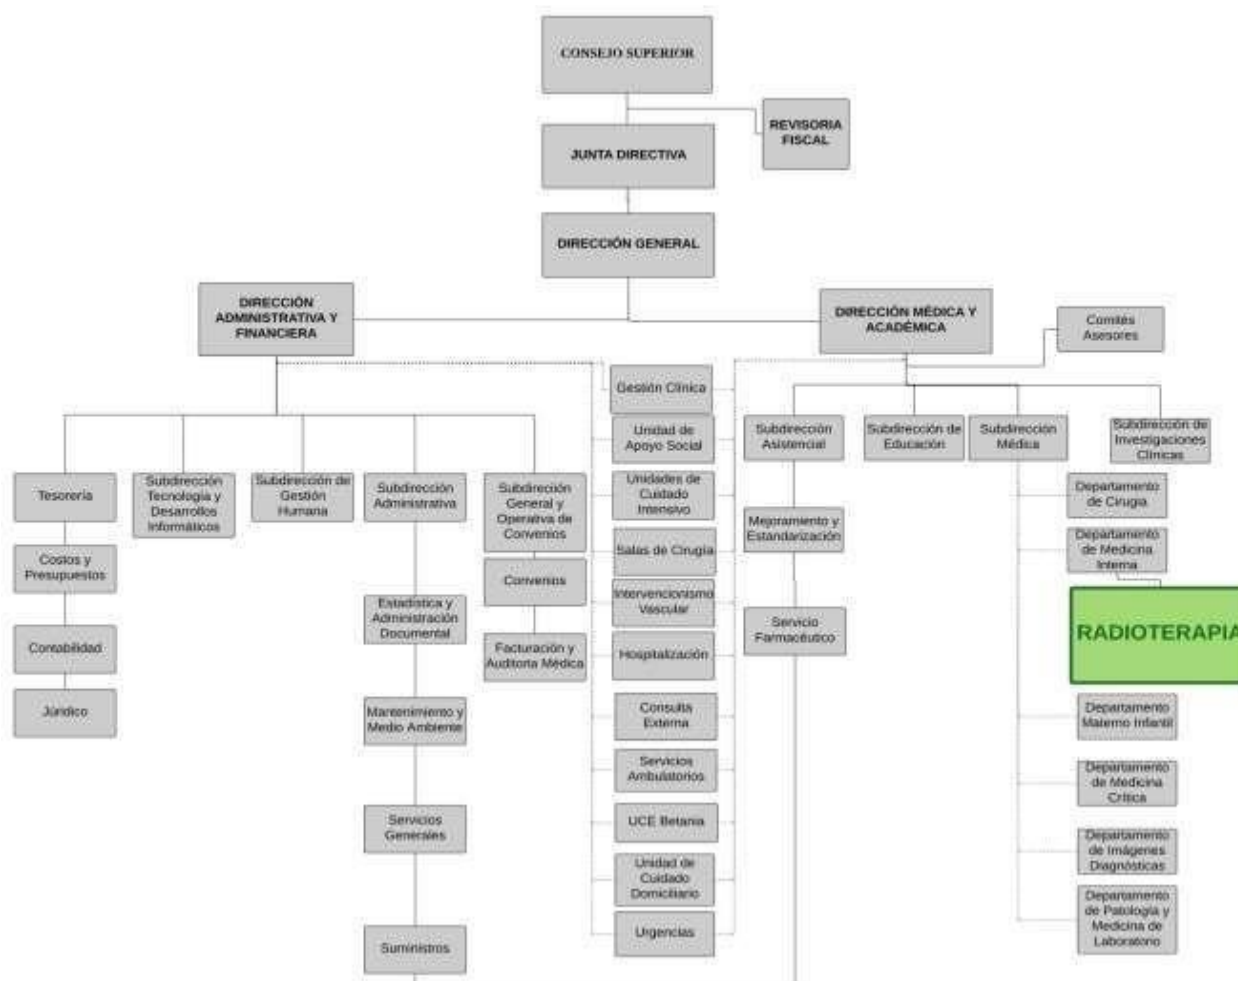 CONSEJO SUPERIOR
REVISORIA
FISCAL
JUNTA DIRECTIVA
DIRECCIÓN GENERAL
DIRECCIÓN
ADMINISTRATIVA Y
FINANCIERA
DIRECCIÓN MÉDICA Y
ACADÉMICA
Comités
Asesores
Tesorería
Costos y
Presupuestos
Contabilidad
Júridico
Subdirección
Tecnología y
Desarrollos
Informáticos
Subdirección de
Gestión
Humana
Subdirección
Administrativa
Estadística y
Administración
Documental
Mantenimiento y
Medio Ambiente
Servicios
Generales
Suministros
Subdireción
General y
Operativa de
Convenios
Convenios
Facturación y
Auditoria Médica
Gestión Clínica
Unidad de
Apoyo Social
Unidades de
Cuidado
Intensivo
Salas de Cirugía
Intervencionismo
Vascular
Hospitalización
Consulta
Externa
Servicios
Ambulatorios
UCE Betania
Unidad de
Cuidado
Domiciliario
Urgencias
Subdirección
Asistencial
Mejoramiento y
Estandarización
Servicio
Farmacéutico
Subdirección de
Educación
Subdirección
Médica
Subdirección de
Investigaciones
Clínicas
Departamento
de Cirugia
Departamento
de Medicina
Interna
RADIOTERAPIA
Departamento
Materno Infantil
Departamento
de Medicina
Crítica
Departamento
de Imágenes
Diagnósticas
Departamento
de Patología y
Medicina de
Laboratorio